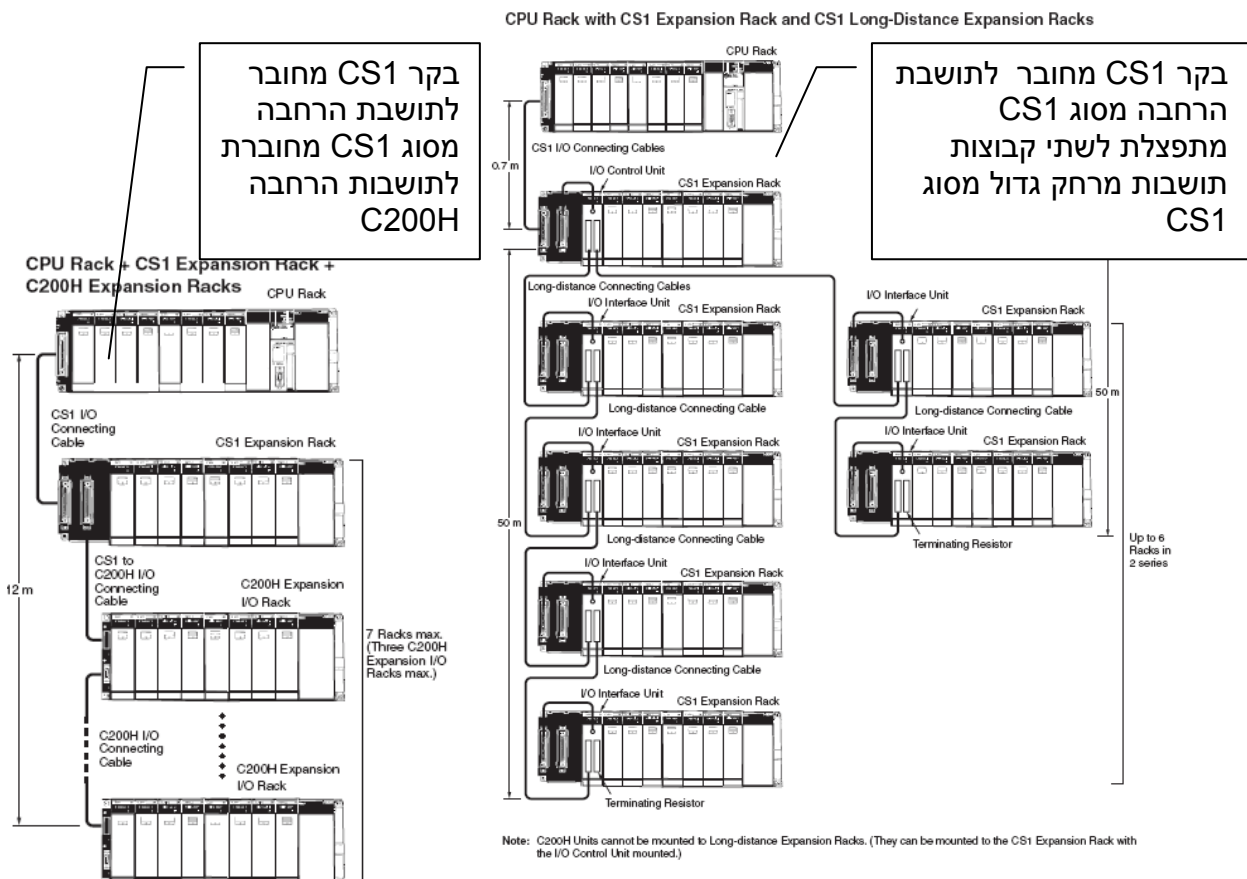 CPU Rack with CS1 Expansion Rack and CS1 Long-Distance Expansion Racks
בקר CS1 מחובר
לתושבת הרחבה
מסוג CS1 מחוברת
לתושבות הרחבה
C200H
CPU Rack
בקר CS1 מחובר לתושבת
הרחבה מסוג CS1
מתפצלת לשתי קבוצות
תושבות מרחק גדול מסוג
CS1
CS1 I/O Connecting Cables
0.7 m
I/O Control Unit
CS1 Expansion Rack
Long-distance Connecting Cables
I/O Interface Unit
CS1 Expansion Rack
Long-distance Connecting Cable
I/O Interface Unit
CS1 Expansion Rack
50 m
Long-distance Connecting Cable
I/O Interface Unit
CS1 Expansion Rack
Long-distance Connecting Cable
I/O Interface Unit
CS1 Expansion Rack
Terminating Resistor
I/O Interface Unit
CS1 Expansion Rack
50 m
Long-distance Connecting Cable
I/O Interface Unit
CS1 Expansion Rack
Terminating Resistor
Up to 6
Racks in
2 series
Note: C200H Units cannot be mounted to Long-distance Expansion Racks. (They can be mounted to the CS1 Expansion Rack with
the I/O Control Unit mounted.)
CPU Rack + CS1 Expansion Rack +
C200H Expansion Racks
CPU Rack
CS1 I/O
Connecting
Cable
CS1 Expansion Rack
12 m
CS1 to
C200H I/O
Connecting
Cable
C200H Expansion
I/O Rack
7 Racks max.
(Three C200H
Expansion I/O
Racks max.)
C200H I/O
Connecting
Cable
C200H Expansion
I/O Rack